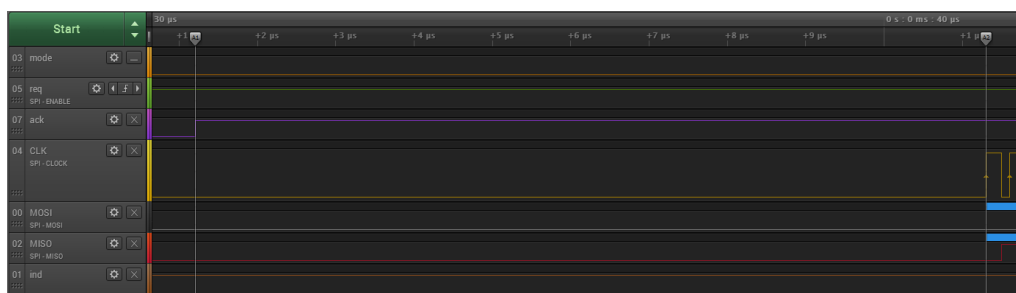 Start
30 µs
0 s : 0 ms : 40 µs
+1 A1 +2 µs +3 µs +4 µs +5 µs +6 µs +7 µs +8 µs +9 µs +1 µ A2
03 mode
05 req
SPI - ENABLE
07 ack
04 CLK
SPI - CLOCK
00 MOSI
SPI - MOSI
02 MISO
SPI - MISO
01 ind